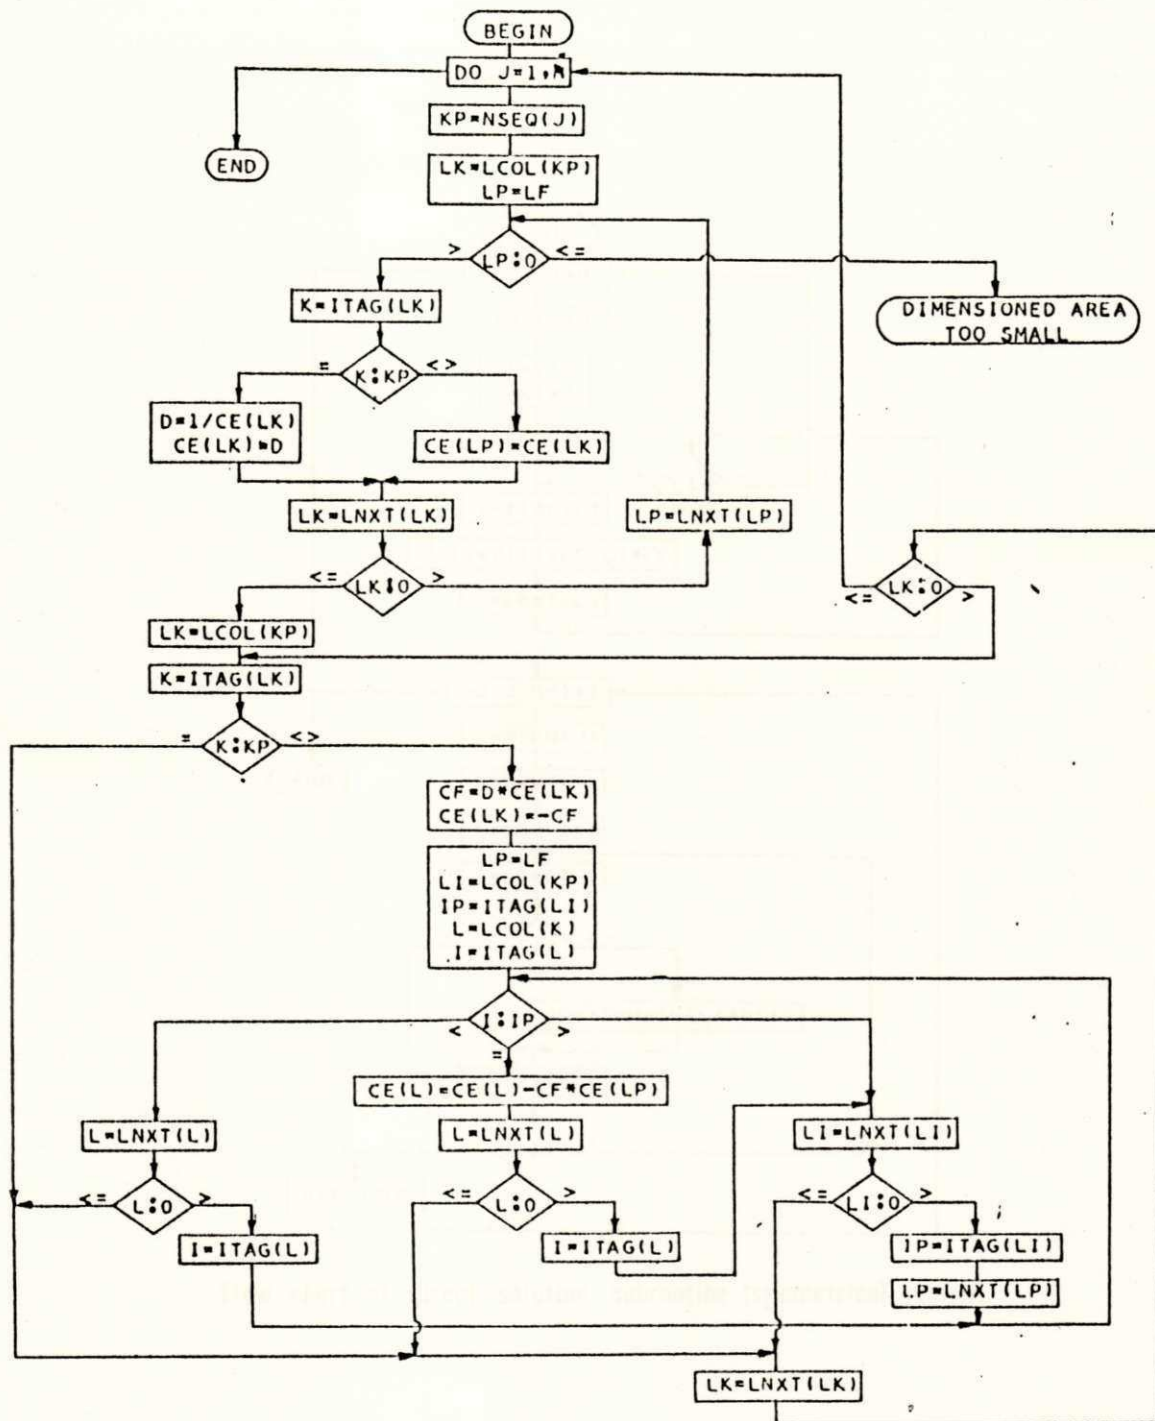 BEGIN
DO J=1,N
KP=NSEQ(J)
END
LK=LCOL(KP)
LP=LF
> LP:0 <=
K=ITAG(LK)
DIMENSIONED AREA
TOO SMALL
= K:KP <>
D=1/CE(LK)
CE(LK)=D
CE(LP)=CE(LK)
LK=LNXT(LK)
LP=LNXT(LP)
<= LK:0 >
<= LK:0 >
LK=LCOL(KP)
K=ITAG(LK)
= K:KP <>
CF=D*CE(LK)
CE(LK)=-CF
LP=LF
LI=LCOL(KP)
IP=ITAG(LI)
L=LCOL(K)
I=ITAG(L)
< I:IP >
=
CE(L)=CE(L)-CF*CE(LP)
L=LNXT(L)
L=LNXT(L)
LI=LNXT(LI)
<= L:0 >
<= L:0 >
<= LI:0 >
I=ITAG(L)
I=ITAG(L)
IP=ITAG(LI)
LP=LNXT(LP)
LK=LNXT(LK)